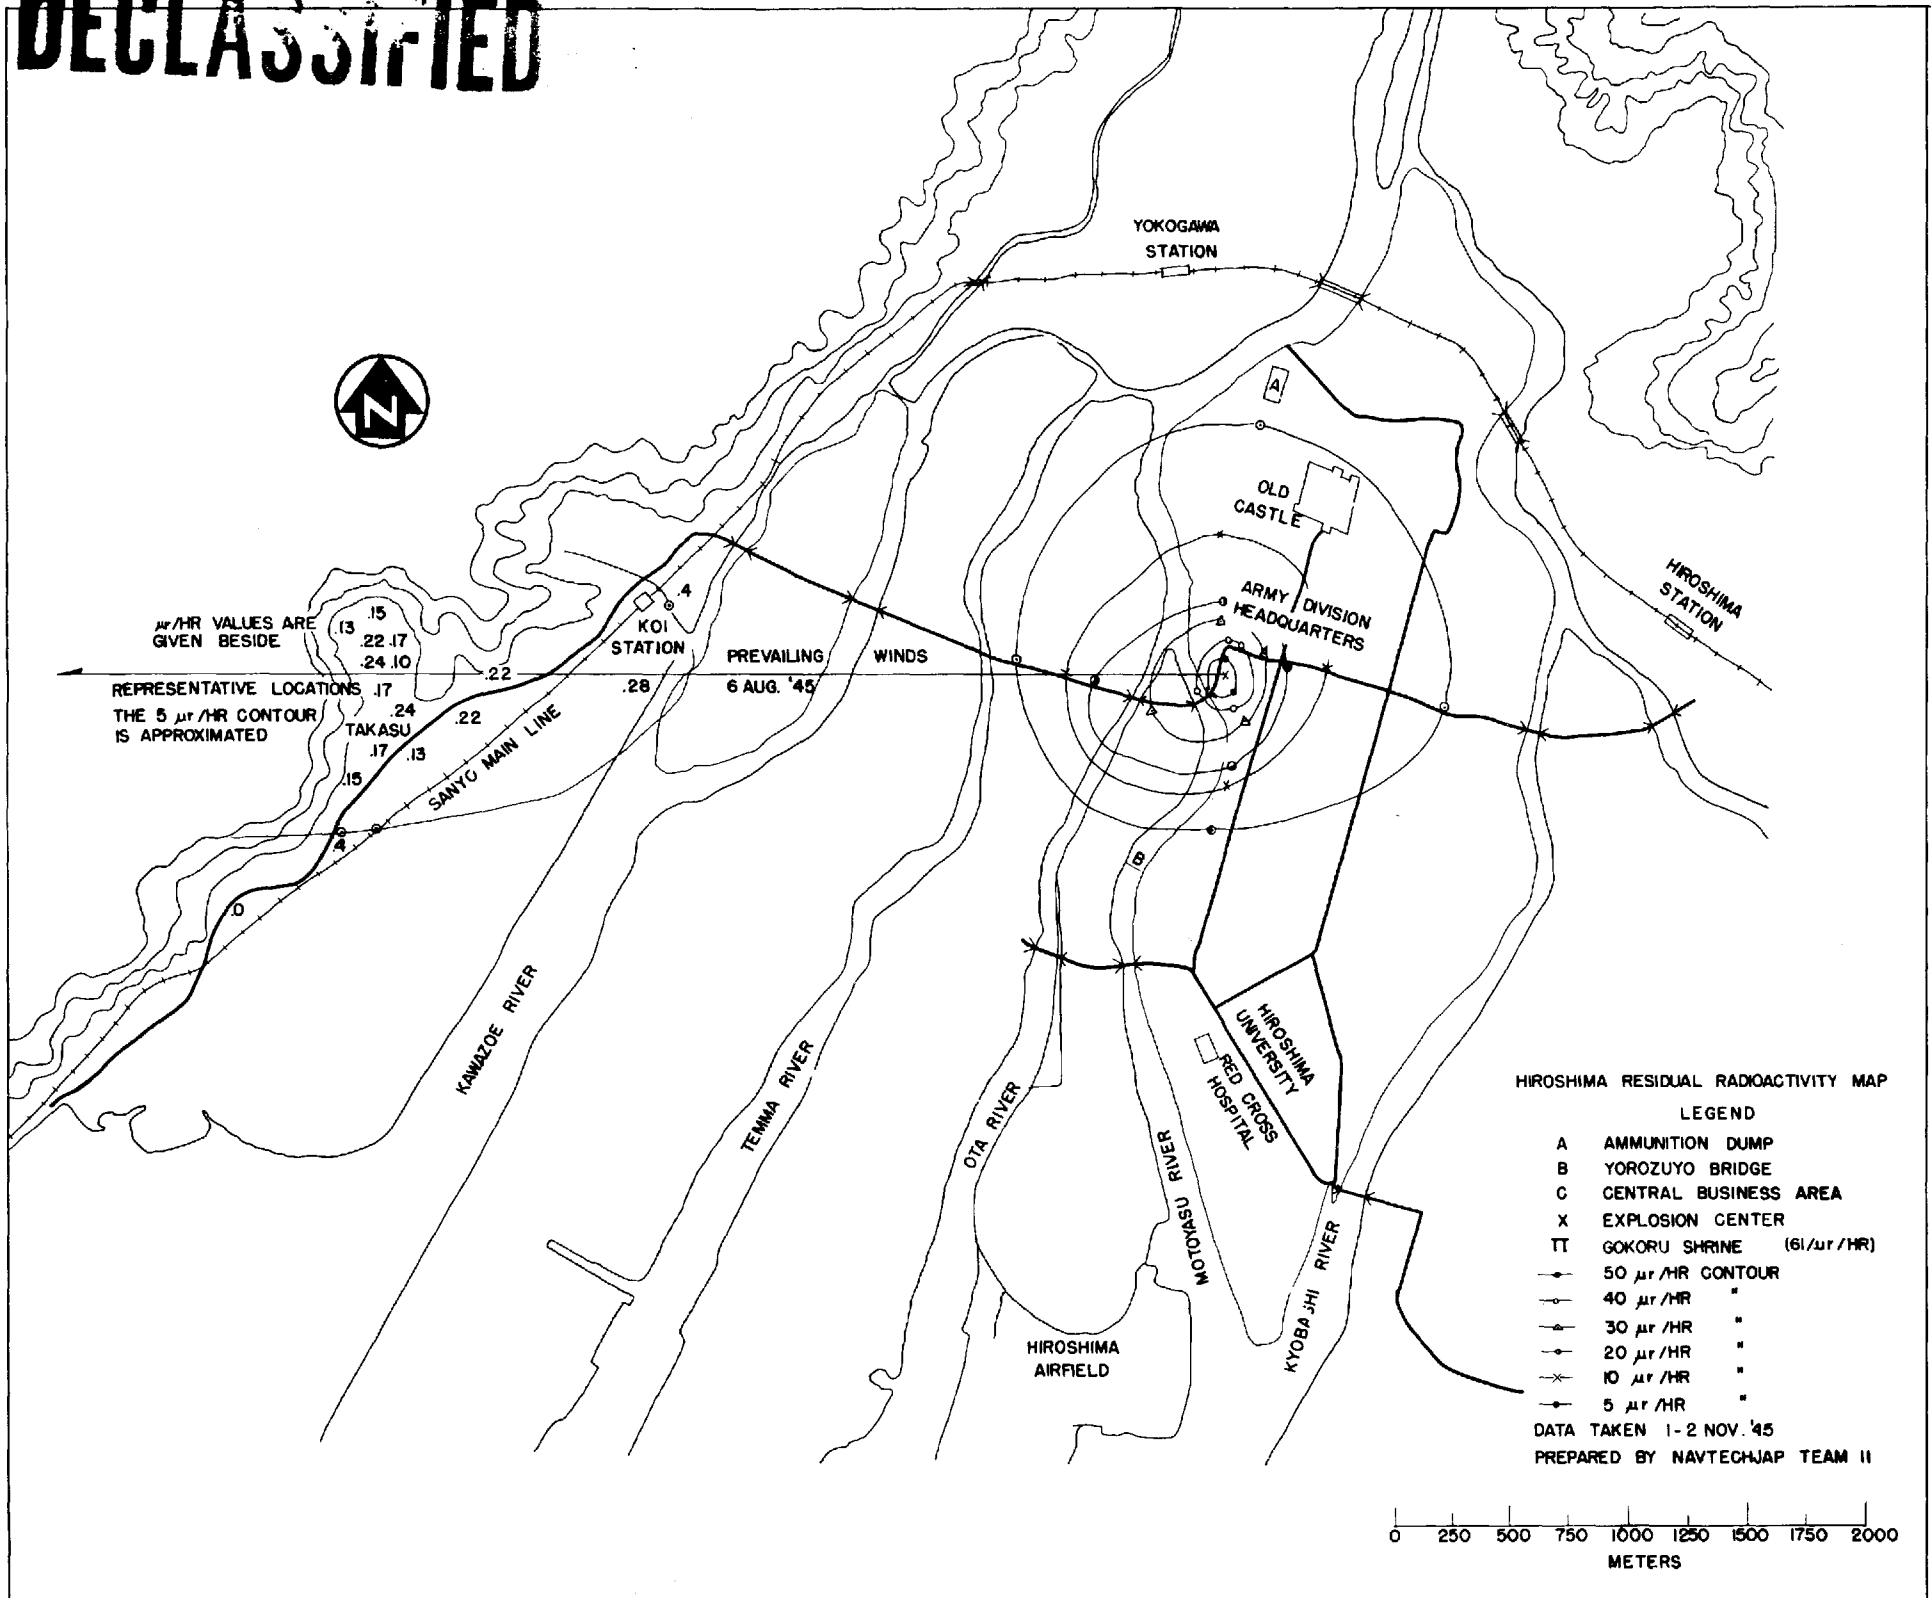 DECLASSIFIED
YOKOGAWA
STATION
N
A
OLD
CASTLE
HIROSHIMA
STATION
ARMY DIVISION
HEADQUARTERS
.4
KOI
STATION
.15
.13
.22 .17
.24 .10
μr/HR VALUES ARE
GIVEN BESIDE
REPRESENTATIVE LOCATIONS
THE 5 μr/HR CONTOUR
IS APPROXIMATED
PREVAILING WINDS
6 AUG. '45
.22
.28
.17
.24
.22
TAKASU
.17
.13
.15
.4
.0
SANYO MAIN LINE
B
KAWAZOE RIVER
TEMMA RIVER
OTA RIVER
MOTOYASU RIVER
KYOBASHI RIVER
HIROSHIMA
UNIVERSITY
RED CROSS
HOSPITAL
HIROSHIMA
AIRFIELD
HIROSHIMA RESIDUAL RADIOACTIVITY MAP
LEGEND
A AMMUNITION DUMP
B YOROZUYO BRIDGE
C CENTRAL BUSINESS AREA
X EXPLOSION CENTER
TT GOKORU SHRINE (61/ur/HR)
50 μr/HR CONTOUR
40 μr/HR "
30 μr/HR "
20 μr/HR "
10 μr/HR "
5 μr/HR "
DATA TAKEN 1-2 NOV. '45
PREPARED BY NAVTECHJAP TEAM 11
0 250 500 750 1000 1250 1500 1750 2000
METERS